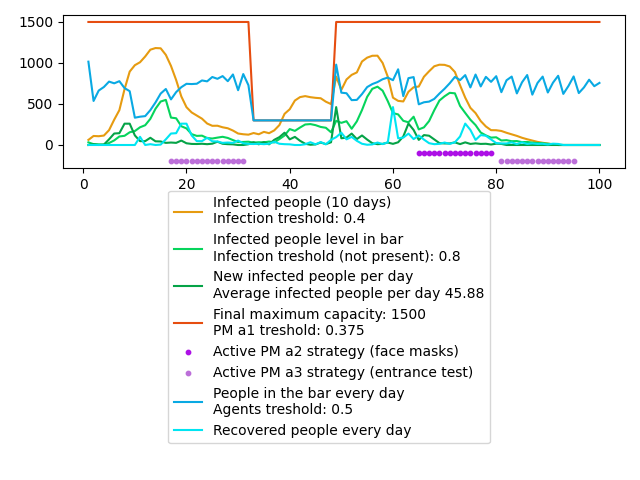 1500
1000
500
0
0
20
40
60
80
100
Infected people (10 days)
Infection treshold: 0.4
Infected people level in bar
Infection treshold (not present): 0.8
New infected people per day
Average infected people per day 45.88
Final maximum capacity: 1500
PM a1 treshold: 0.375
Active PM a2 strategy (face masks)
Active PM a3 strategy (entrance test)
People in the bar every day
Agents treshold: 0.5
Recovered people every day